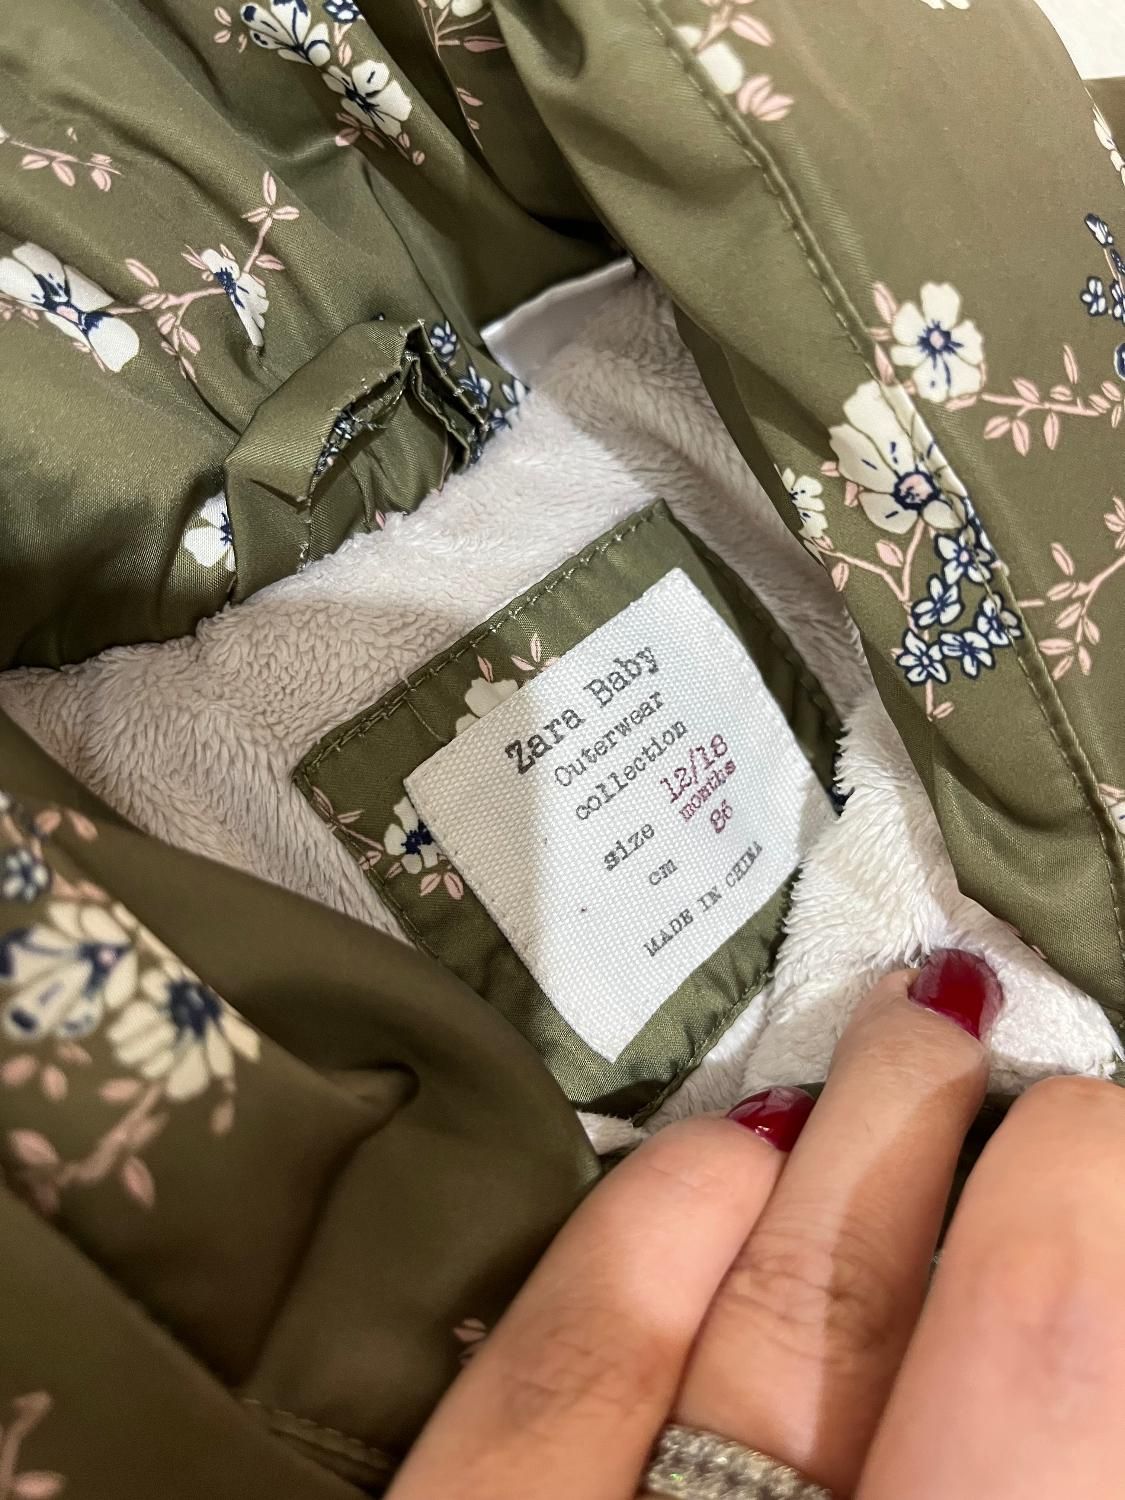 Zara Baby
Outerwear
collection
size 12/18
months
cm 86
MADE IN CHINA